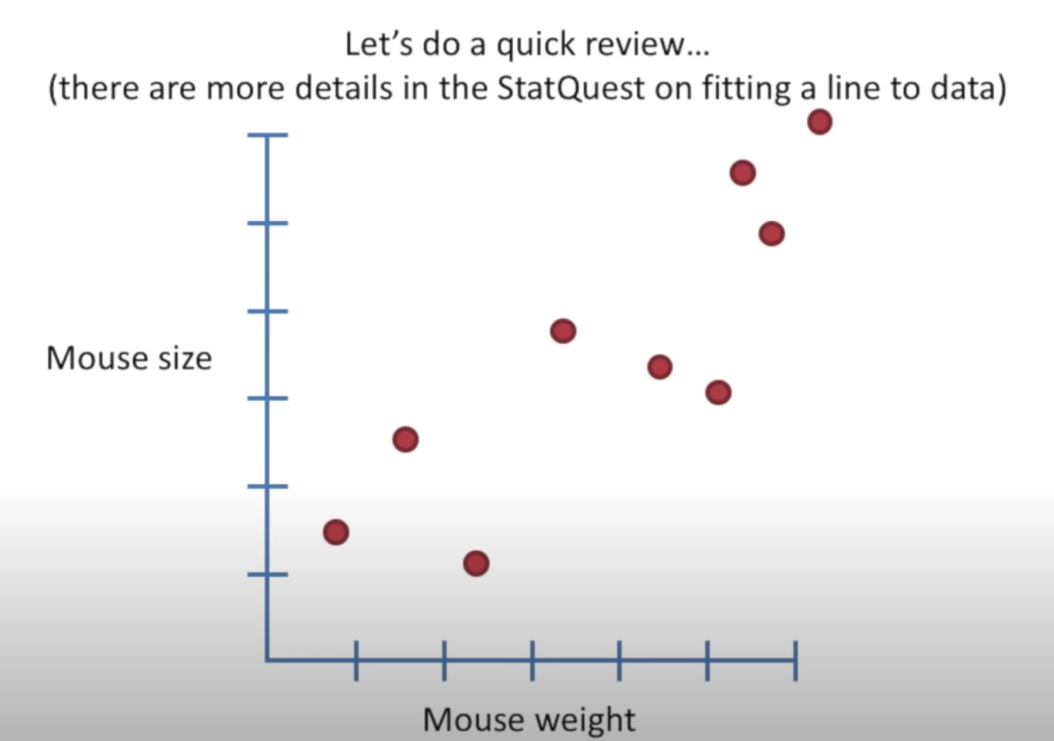 Let's do a quick review...
(there are more details in the StatQuest on fitting a line to data)
Mouse size
Mouse weight